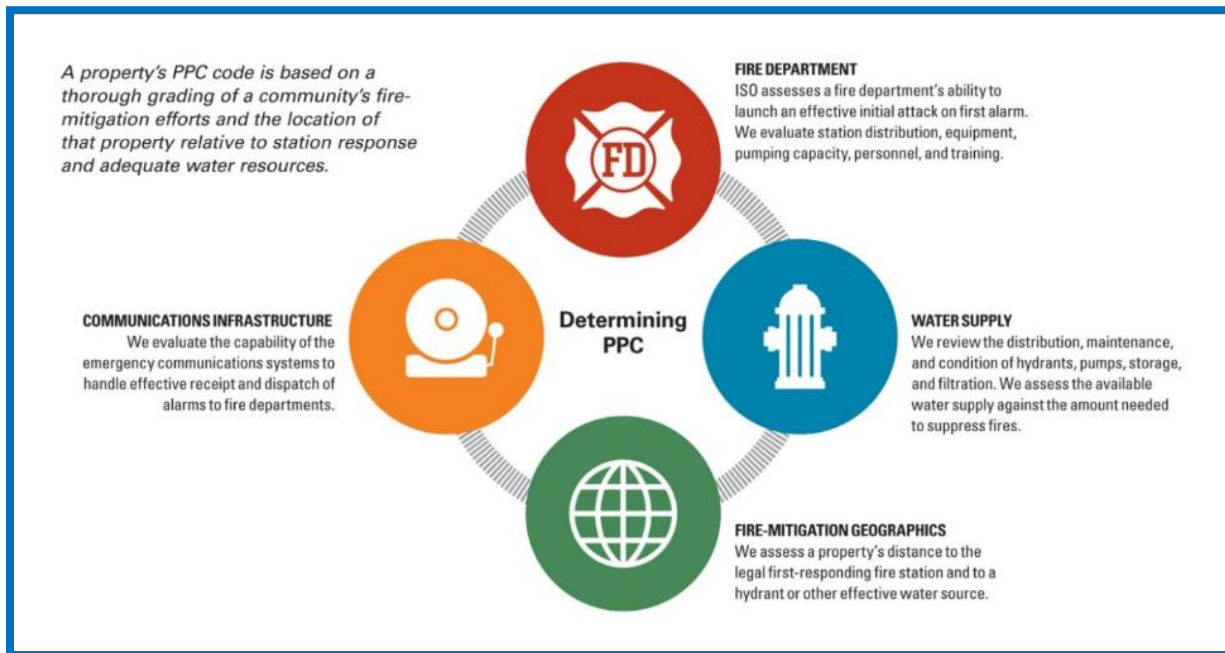 A property's PPC code is based on a
thorough grading of a community's fire-
mitigation efforts and the location of
that property relative to station response
and adequate water resources.
FIRE DEPARTMENT
ISO assesses a fire department's ability to
launch an effective initial attack on first alarm.
We evaluate station distribution, equipment,
pumping capacity, personnel, and training.
FD
COMMUNICATIONS INFRASTRUCTURE
We evaluate the capability of the
emergency communications systems to
handle effective receipt and dispatch of
alarms to fire departments.
Determining
PPC
WATER SUPPLY
We review the distribution, maintenance,
and condition of hydrants, pumps, storage,
and filtration. We assess the available
water supply against the amount needed
to suppress fires.
FIRE-MITIGATION GEOGRAPHICS
We assess a property's distance to the
legal first-responding fire station and to a
hydrant or other effective water source.